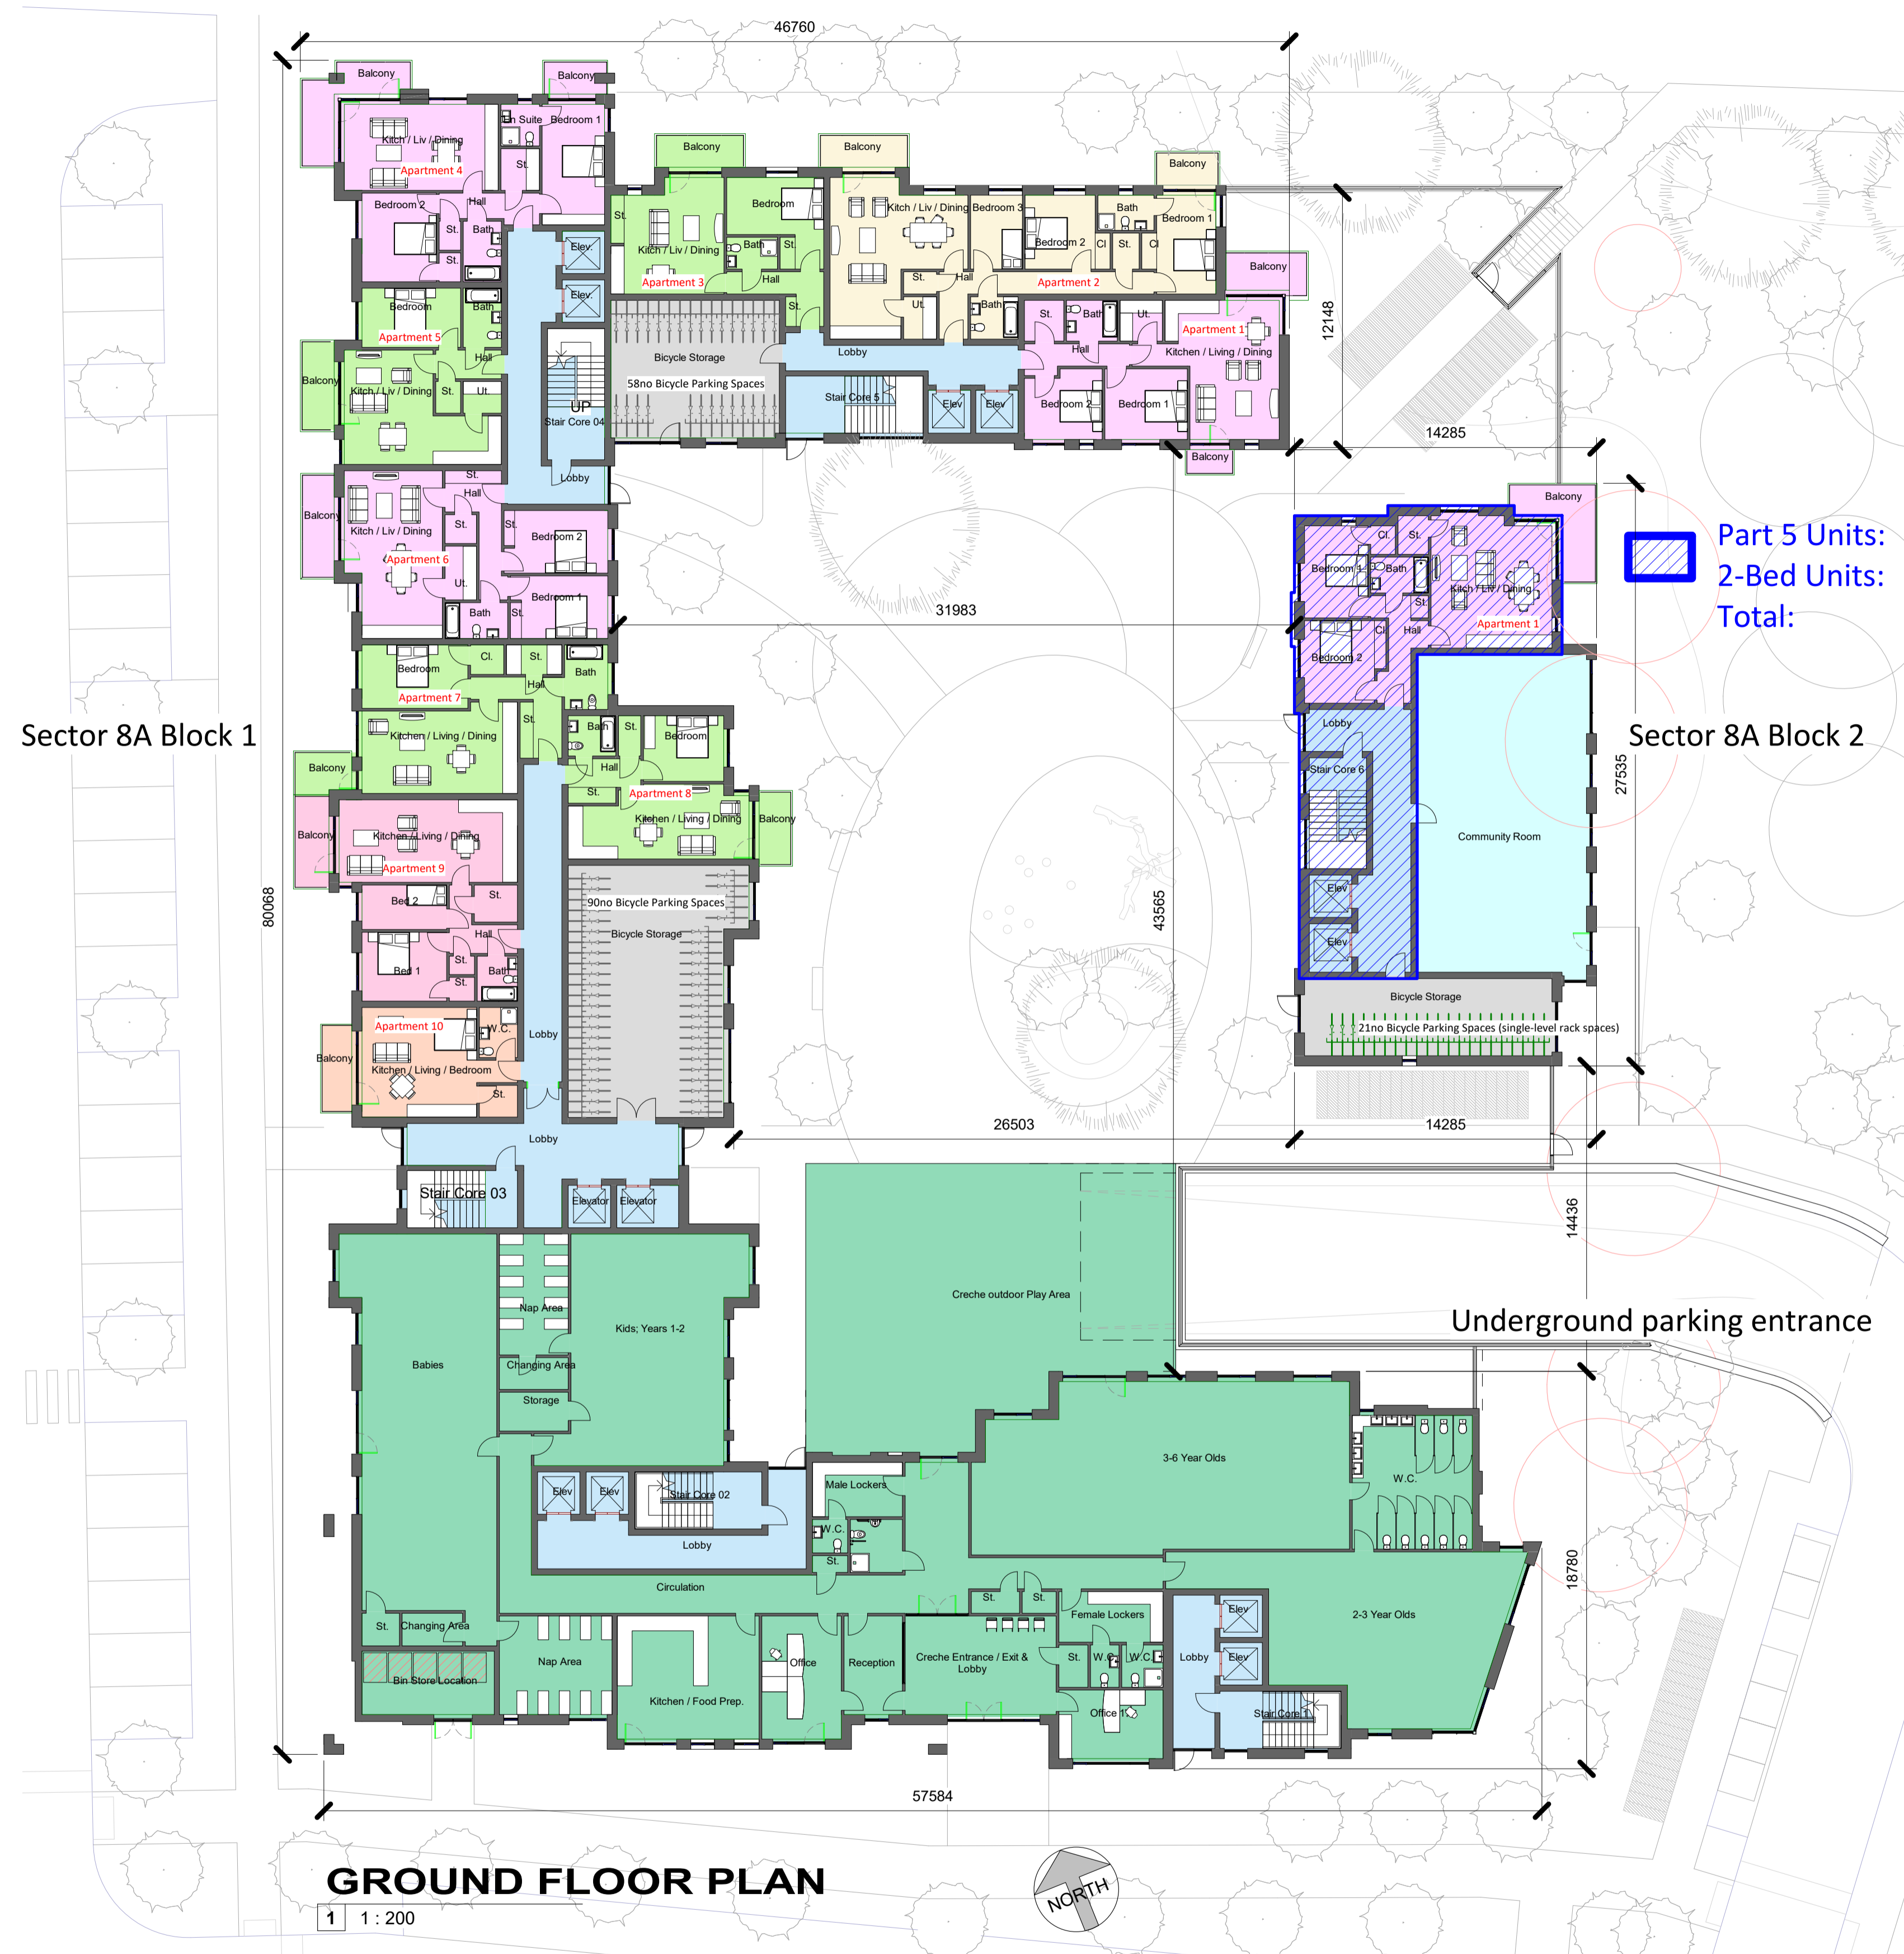 46760
Balcony
Balcony
En Suite
Bedroom 1
Kitch / Liv / Dining
Apartment 4
St.
Bedroom 2
Hall
St.
Bath
St.
Elev.
Elev.
UP
Stair Core 04
Lobby
Balcony
St.
Bedroom
Kitch / Liv / Dining
Bath
St.
Apartment 3
Hall
St.
Balcony
Balcony
Kitch / Liv / Dining
Bedroom 3
Bedroom 2
Bath
Bedroom 1
Cl
St.
Cl
St.
Hall
Apartment 2
Ut.
Bath
Balcony
St.
Bath
Ut.
Apartment 1
Hall
Kitchen / Living / Dining
Bedroom 2
Bedroom 1
Balcony
12148
14285
Bicycle Storage
58no Bicycle Parking Spaces
Lobby
Stair Core 5
Elev
Elev
Bedroom
Bath
Apartment 5
Hall
Balcony
Kitch / Liv / Dining
St.
Ut.
St.
Hall
Balcony
Kitch / Liv / Dining
St.
St.
Bedroom 2
Apartment 6
Ut.
Bedroom 1
Bath
St.
31983
Balcony
Cl.
St.
Bedroom 1
Bath
Kitch / Liv / Dining
St.
Apartment 1
Cl
Hall
Bedroom 2
Part 5 Units:
2-Bed Units:
Total:
Bedroom
Cl.
St.
Bath
Hall
Apartment 7
St.
Kitchen / Living / Dining
Balcony
Bath
St.
Bedroom
Hall
St.
Apartment 8
Kitchen / Living / Dining
Balcony
Sector 8A Block 1
Sector 8A Block 2
Lobby
Stair Core 6
27535
Community Room
Elev
Elev
Balcony
Kitchen / Living / Dining
Apartment 9
Bed 2
St.
Hall
Bed 1
St.
Bath
St.
80068
43565
90no Bicycle Parking Spaces
Bicycle Storage
Bicycle Storage
21no Bicycle Parking Spaces (single-level rack spaces)
Apartment 10
W.C.
Balcony
Kitchen / Living / Bedroom
St.
Lobby
26503
14285
Lobby
Stair Core 03
Elevator
Elevator
14436
Creche outdoor Play Area
Underground parking entrance
Nap Area
Kids; Years 1-2
Babies
Changing Area
Storage
3-6 Year Olds
W.C.
Elev
Elev
Stair Core 02
Male Lockers
W.C.
Lobby
St.
Circulation
18780
St.
St.
Female Lockers
2-3 Year Olds
Elev
Elev
Lobby
St.
Changing Area
Nap Area
Bin Store Location
Kitchen / Food Prep.
Office
Reception
Creche Entrance / Exit &
Lobby
St.
W.C.
W.C.
Office 1
Stair Core 1
57584
GROUND FLOOR PLAN
1
1 : 200
NORTH